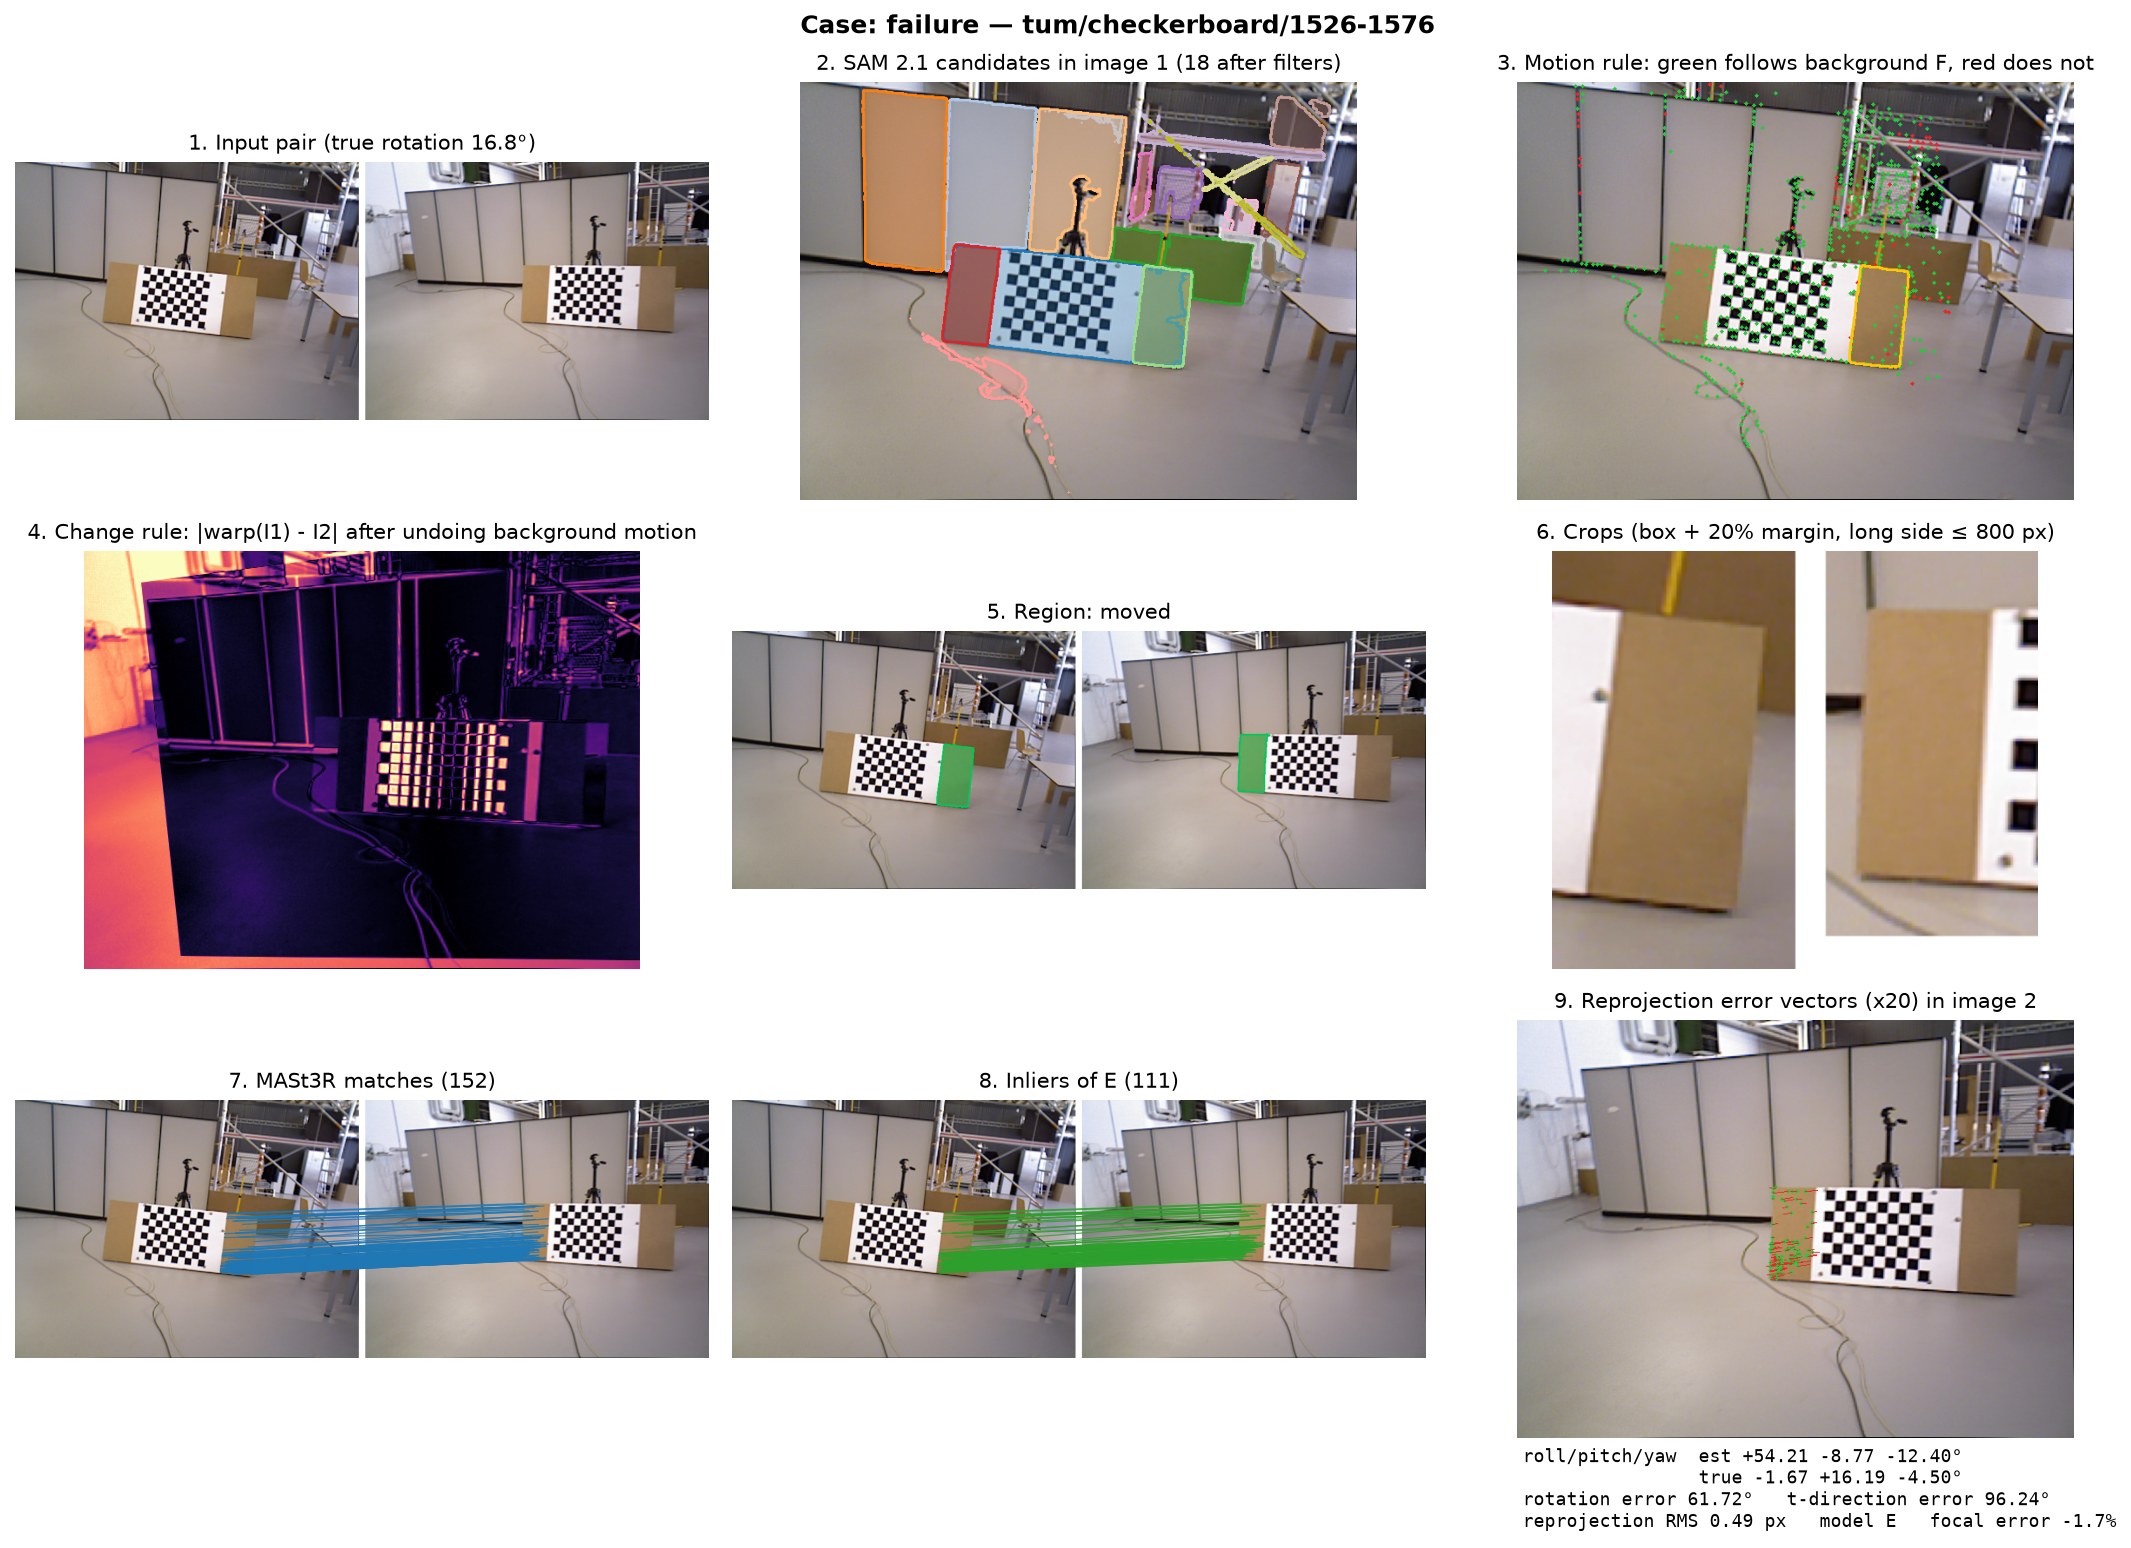 Case: failure — tum/checkerboard/1526-1576
1. Input pair (true rotation 16.8°)
2. SAM 2.1 candidates in image 1 (18 after filters)
3. Motion rule: green follows background F, red does not
4. Change rule: |warp(I1) - I2| after undoing background motion
5. Region: moved
6. Crops (box + 20% margin, long side ≤ 800 px)
7. MASt3R matches (152)
8. Inliers of E (111)
9. Reprojection error vectors (x20) in image 2
roll/pitch/yaw  est +54.21 -8.77 -12.40°
true -1.67 +16.19 -4.50°
rotation error 61.72°   t-direction error 96.24°
reprojection RMS 0.49 px   model E   focal error -1.7%